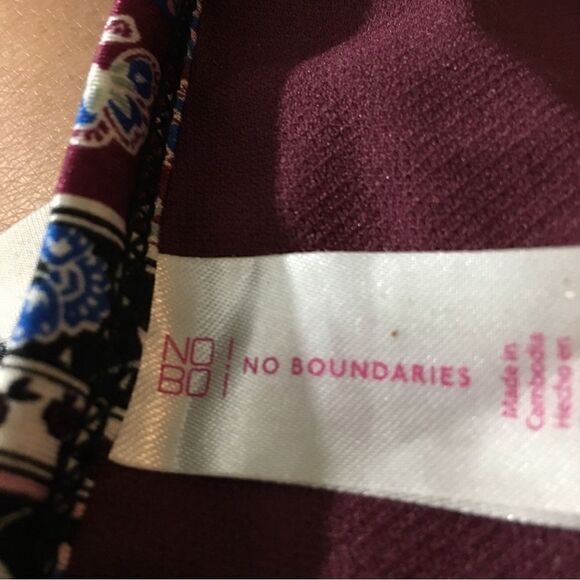 NO
BO
NO BOUNDARIES
Made in
Cambodia
Hecho en